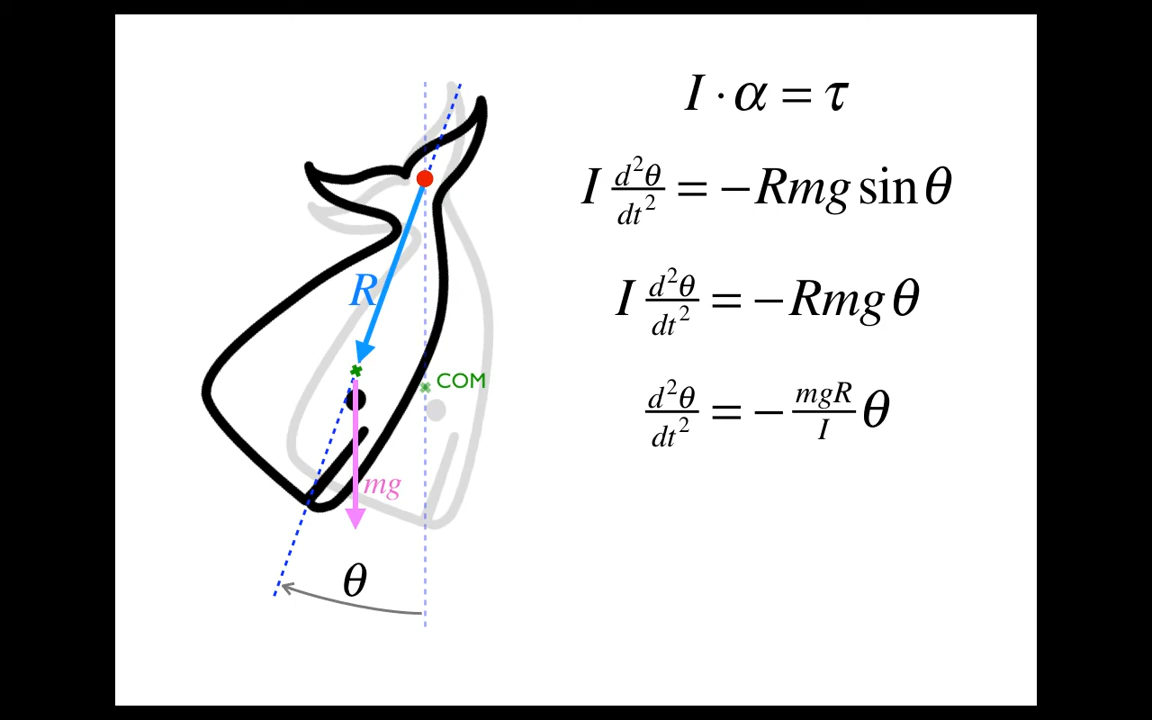 I · α = τ
I d²θ/dt² = −Rmg sin θ
R
I d²θ/dt² = −Rmg θ
COM
d²θ/dt² = − mgR/I θ
mg
θ